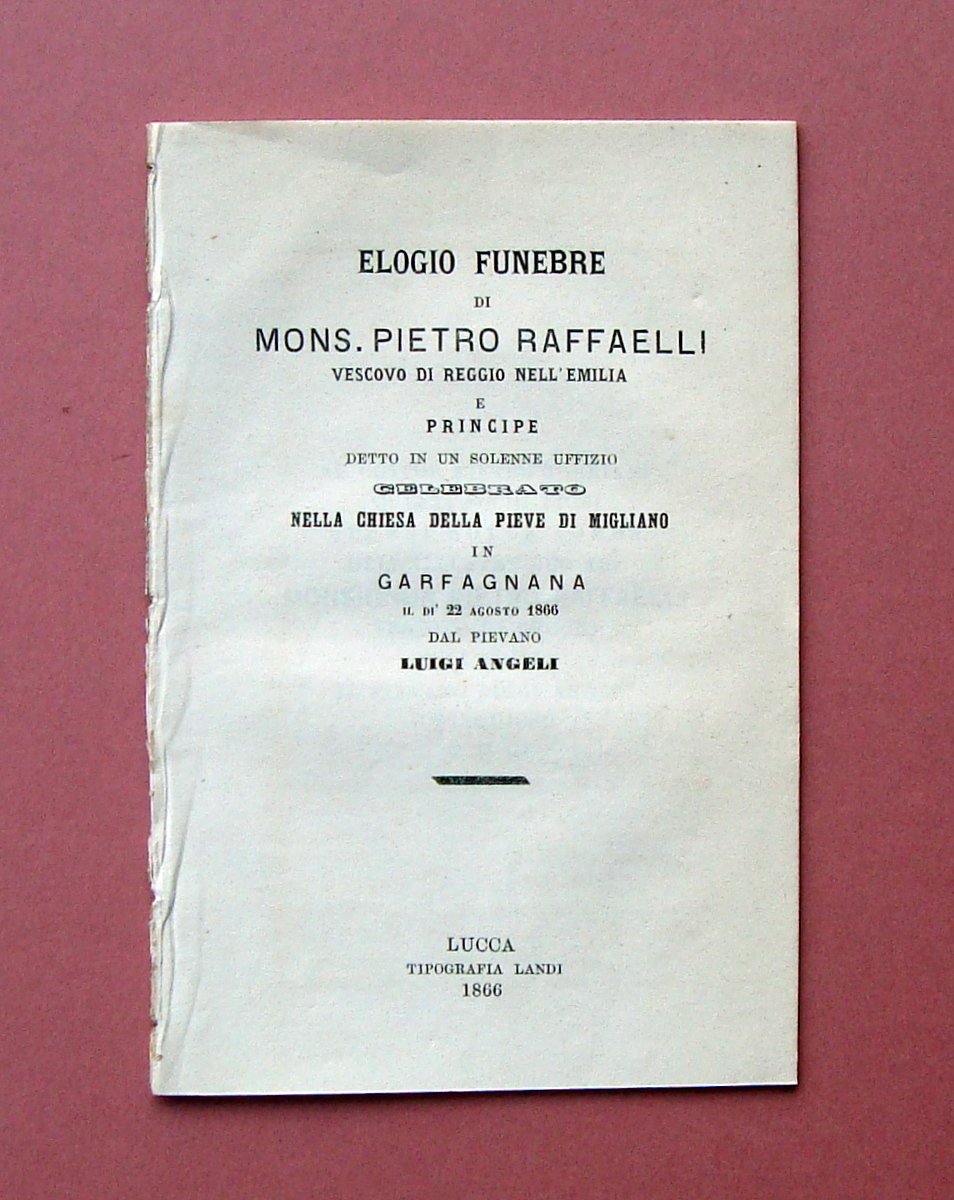 ELOGIO FUNEBRE
DI
MONS. PIETRO RAFFAELLI
VESCOVO DI REGGIO NELL'EMILIA
E
PRINCIPE
DETTO IN UN SOLENNE UFFIZIO
CELEBRATO
NELLA CHIESA DELLA PIEVE DI MIGLIANO
IN
GARFAGNANA
IL DI' 22 AGOSTO 1866
DAL PIEVANO
LUIGI ANGELI
LUCCA
TIPOGRAFIA LANDI
1866